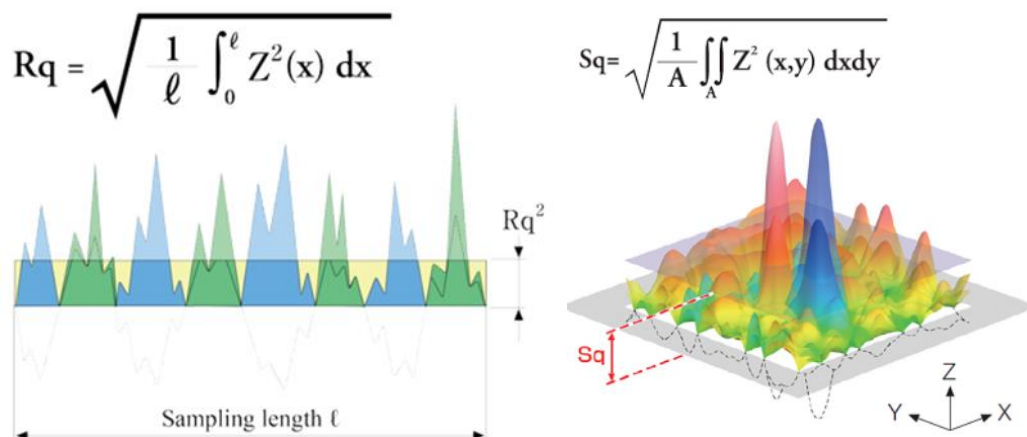 Rq = √(1/ℓ ∫₀^ℓ Z²(x) dx)
Rq²
Sampling length ℓ
Sq= √(1/A ∬_A Z² (x,y) dxdy)
Sq
Z
Y
X